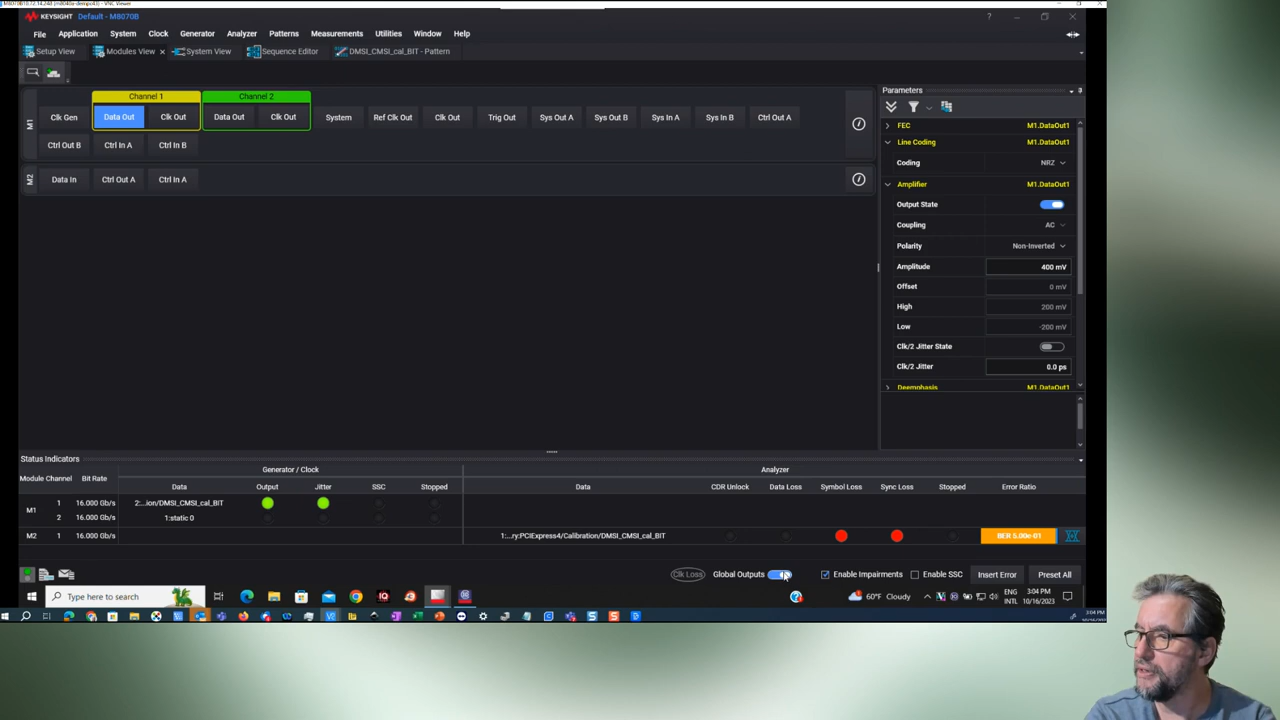 KEYSIGHT Default - M8070B
File Application System Clock Generator Analyzer Patterns Measurements Utilities Window Help
Setup View Modules View System View Sequence Editor DMSI_CMSI_cal_BIT - Pattern
Channel 1 Channel 2
M1 Clk Gen Data Out Clk Out Data Out Clk Out System Ref Clk Out Clk Out Trig Out Sys Out A Sys Out B Sys In A Sys In B Ctrl Out A
Ctrl Out B Ctrl In A Ctrl In B
M2 Data In Ctrl Out A Ctrl In A
Parameters
FEC M1.DataOut1
Line Coding M1.DataOut1
Coding NRZ
Amplifier M1.DataOut1
Output State
Coupling AC
Polarity Non-Inverted
Amplitude 400 mV
Offset 0 mV
High 200 mV
Low -200 mV
Clk/2 Jitter State
Clk/2 Jitter 0.0 ps
Deemphasis M1.DataOut1
Status Indicators
Generator / Clock Analyzer
Module Channel Bit Rate Data Output Jitter SSC Stopped Data CDR Unlock Data Loss Symbol Loss Sync Loss Stopped Error Ratio
M1 1 16.000 Gb/s 2:...ion/DMSI_CMSI_cal_BIT
2 16.000 Gb/s 1:static 0
M2 1 16.000 Gb/s 1:...ry:PCIExpress4/Calibration/DMSI_CMSI_cal_BIT BER 5.00e-01
Clk Loss Global Outputs Enable Impairments Enable SSC Insert Error Preset All
Type here to search 60°F Cloudy ENG INTL 3:04 PM 10/16/2023
3:04 PM